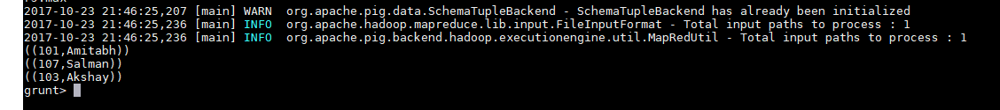 2017-10-23 21:46:25,207 [main] WARN  org.apache.pig.data.SchemaTupleBackend - SchemaTupleBackend has already been initialized
2017-10-23 21:46:25,236 [main] INFO  org.apache.hadoop.mapreduce.lib.input.FileInputFormat - Total input paths to process : 1
2017-10-23 21:46:25,236 [main] INFO  org.apache.pig.backend.hadoop.executionengine.util.MapRedUtil - Total input paths to process : 1
((101,Amitabh))
((107,Salman))
((103,Akshay))
grunt>